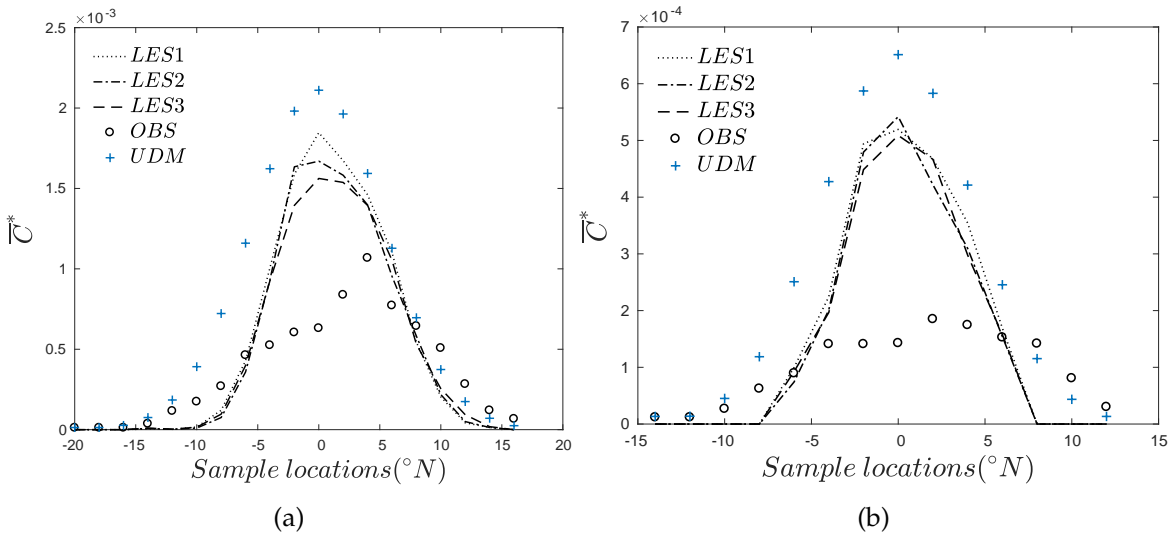 ×10⁻³
2.5
2
1.5
1
0.5
0
-20 -15 -10 -5 0 5 10 15 20
C̅*
Sample locations(°N)
LES1
LES2
LES3
OBS
UDM
(a)
×10⁻⁴
7
6
5
4
3
2
1
0
-15 -10 -5 0 5 10 15
C̅*
Sample locations(°N)
LES1
LES2
LES3
OBS
UDM
(b)